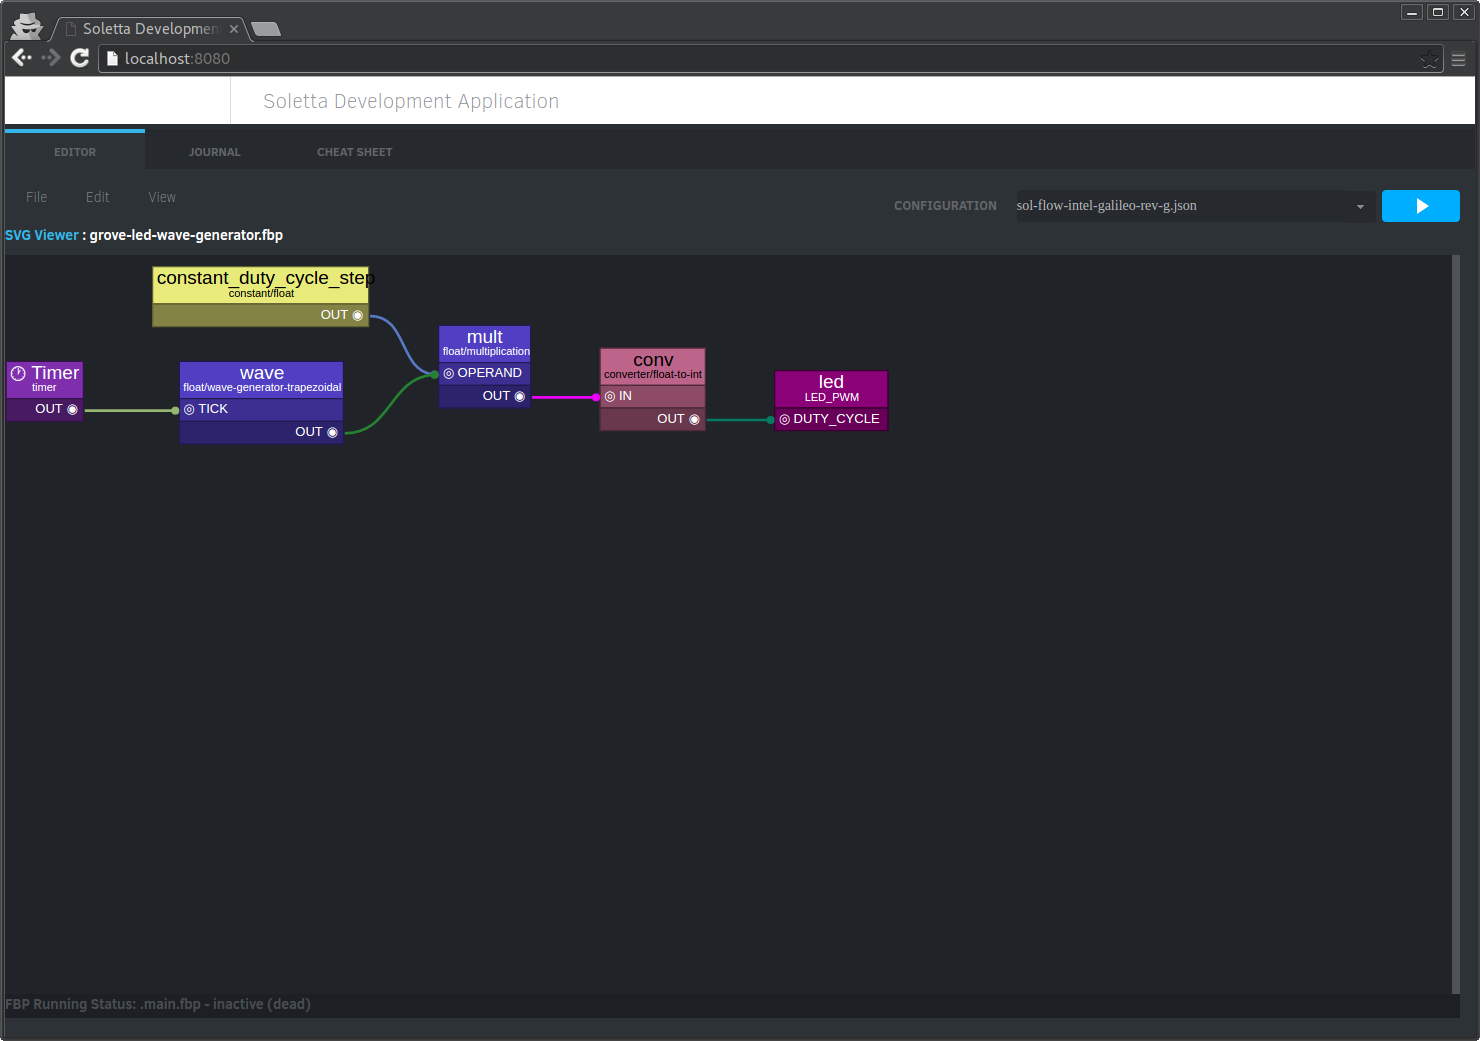 Soletta Developmen
localhost:8080
Soletta Development Application
EDITOR JOURNAL CHEAT SHEET
File Edit View
CONFIGURATION sol-flow-intel-galileo-rev-g.json
SVG Viewer : grove-led-wave-generator.fbp
constant_duty_cycle_step
constant/float
OUT
Timer
timer
OUT
wave
float/wave-generator-trapezoidal
TICK
OUT
mult
float/multiplication
OPERAND
OUT
conv
converter/float-to-int
IN
OUT
led
LED_PWM
DUTY_CYCLE
FBP Running Status: .main.fbp - inactive (dead)